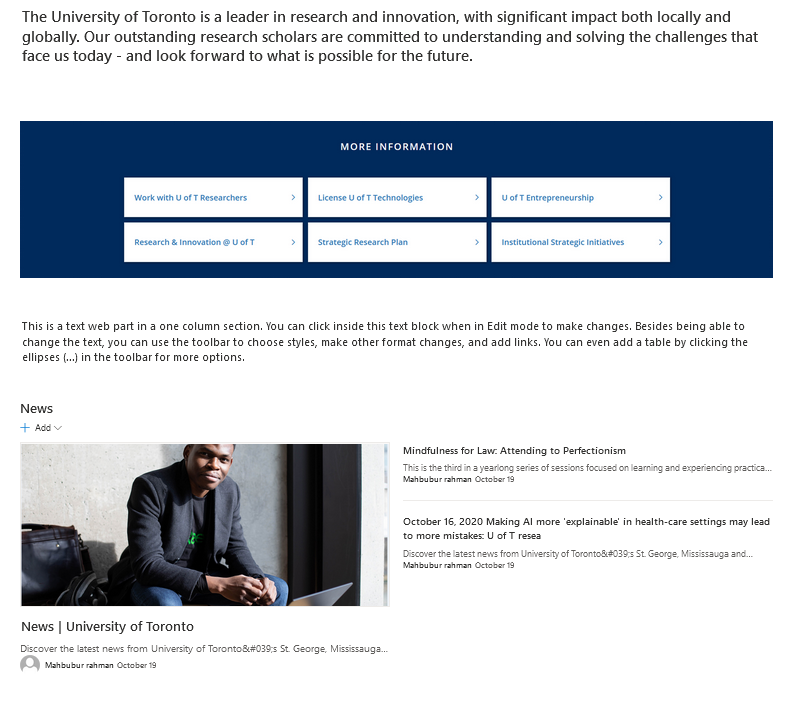 The University of Toronto is a leader in research and innovation, with significant impact both locally and
globally. Our outstanding research scholars are committed to understanding and solving the challenges that
face us today - and look forward to what is possible for the future.
MORE INFORMATION
Work with U of T Researchers
License U of T Technologies
U of T Entrepreneurship
Research & Innovation @ U of T
Strategic Research Plan
Institutional Strategic Initiatives
This is a text web part in a one column section. You can click inside this text block when in Edit mode to make changes. Besides being able to
change the text, you can use the toolbar to choose styles, make other format changes, and add links. You can even add a table by clicking the
ellipses (...) in the toolbar for more options.
News
Add
News | University of Toronto
Discover the latest news from University of Toronto&#039;s St. George, Mississauga...
Mahbubur rahman October 19
Mindfulness for Law: Attending to Perfectionism
This is the third in a yearlong series of sessions focused on learning and experiencing practica...
Mahbubur rahman October 19
October 16, 2020 Making AI more 'explainable' in health-care settings may lead
to more mistakes: U of T resea
Discover the latest news from University of Toronto&#039;s St. George, Mississauga and...
Mahbubur rahman October 19